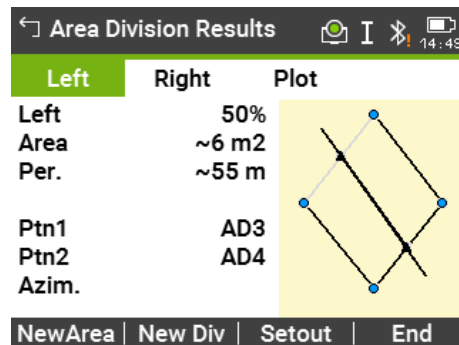 Area Division Results
14:49
Left Right Plot
Left 50%
Area ~6 m2
Per. ~55 m
Ptn1 AD3
Ptn2 AD4
Azim.
NewArea | New Div | Setout | End